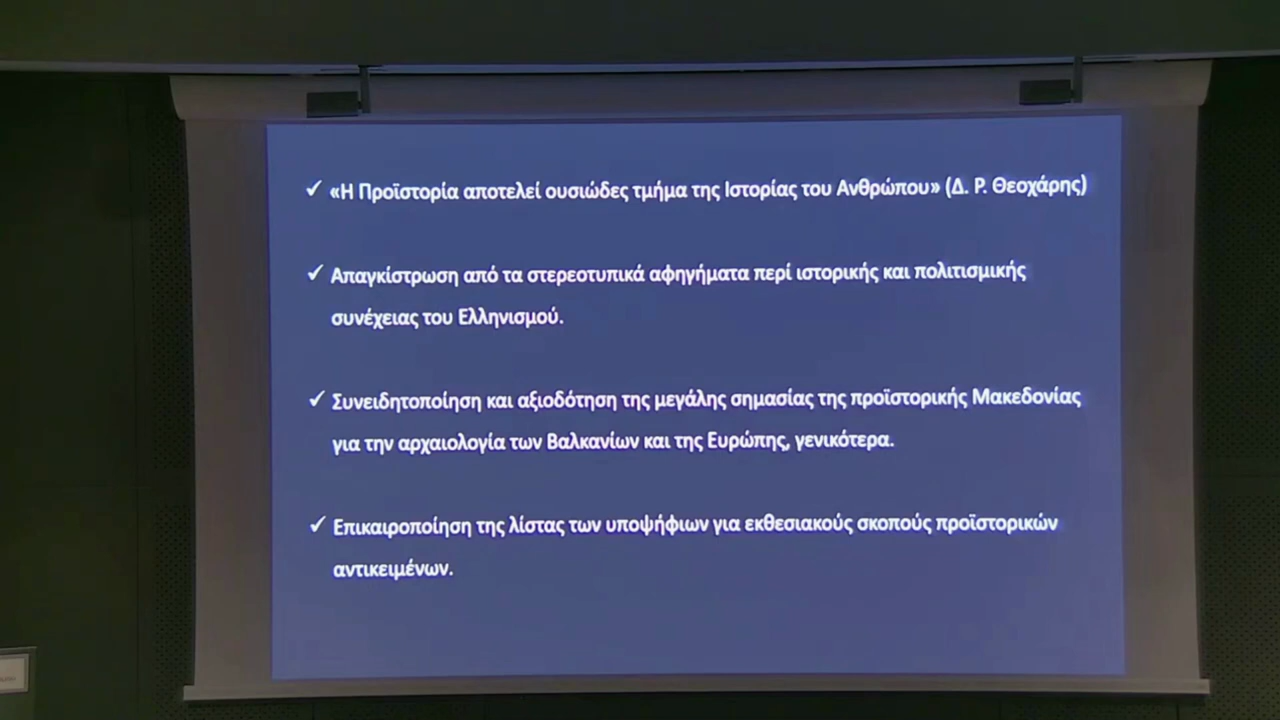 ✓ «Η Προϊστορία αποτελεί ουσιώδες τμήμα της Ιστορίας του Ανθρώπου» (Δ. Ρ. Θεοχάρης)
✓ Απαγκίστρωση από τα στερεοτυπικά αφηγήματα περί ιστορικής και πολιτισμικής
συνέχειας του Ελληνισμού.
✓ Συνειδητοποίηση και αξιοδότηση της μεγάλης σημασίας της προϊστορικής Μακεδονίας
για την αρχαιολογία των Βαλκανίων και της Ευρώπης, γενικότερα.
✓ Επικαιροποίηση της λίστας των υποψήφιων για εκθεσιακούς σκοπούς προϊστορικών
αντικειμένων.